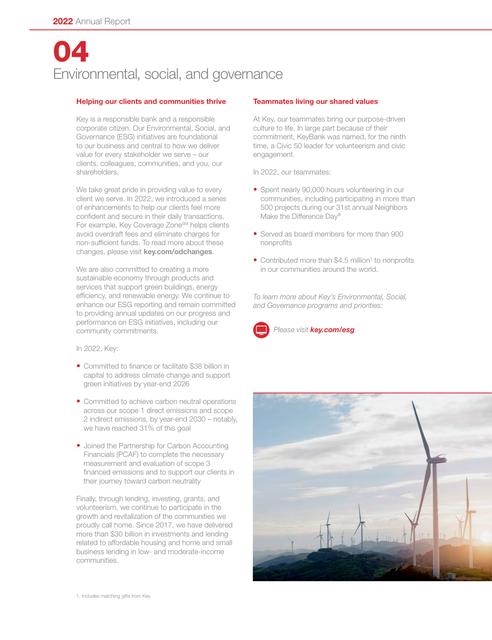 2022 Annual Report
04
Environmental, social, and governance
Helping our clients and communities thrive
Key is a responsible bank and a responsible
corporate citizen. Our Environmental, Social, and
Governance (ESG) initiatives are foundational
to our business and central to how we deliver
value for every stakeholder we serve – our
clients, colleagues, communities, and you, our
shareholders.
We take great pride in providing value to every
client we serve. In 2022, we introduced a series
of enhancements to help our clients feel more
confident and secure in their daily transactions.
For example, Key Coverage Zone℠ helps clients
avoid overdraft fees and eliminate charges for
non-sufficient funds. To read more about these
changes, please visit key.com/odchanges.
We are also committed to creating a more
sustainable economy through products and
services that support green buildings, energy
efficiency, and renewable energy. We continue to
enhance our ESG reporting and remain committed
to providing annual updates on our progress and
performance on ESG initiatives, including our
community commitments.
In 2022, Key:
• Committed to finance or facilitate $38 billion in
capital to address climate change and support
green initiatives by year-end 2026
• Committed to achieve carbon neutral operations
across our scope 1 direct emissions and scope
2 indirect emissions, by year-end 2030 – notably,
we have reached 31% of this goal
• Joined the Partnership for Carbon Accounting
Financials (PCAF) to complete the necessary
measurement and evaluation of scope 3
financed emissions and to support our clients in
their journey toward carbon neutrality
Finally, through lending, investing, grants, and
volunteerism, we continue to participate in the
growth and revitalization of the communities we
proudly call home. Since 2017, we have delivered
more than $30 billion in investments and lending
related to affordable housing and home and small
business lending in low- and moderate-income
communities.
Teammates living our shared values
At Key, our teammates bring our purpose-driven
culture to life. In large part because of their
commitment, KeyBank was named, for the ninth
time, a Civic 50 leader for volunteerism and civic
engagement.
In 2022, our teammates:
• Spent nearly 90,000 hours volunteering in our
communities, including participating in more than
500 projects during our 31st annual Neighbors
Make the Difference Day®
• Served as board members for more than 900
nonprofits
• Contributed more than $4.5 million¹ to nonprofits
in our communities around the world.
To learn more about Key's Environmental, Social,
and Governance programs and priorities:
Please visit key.com/esg
1. Includes matching gifts from Key.